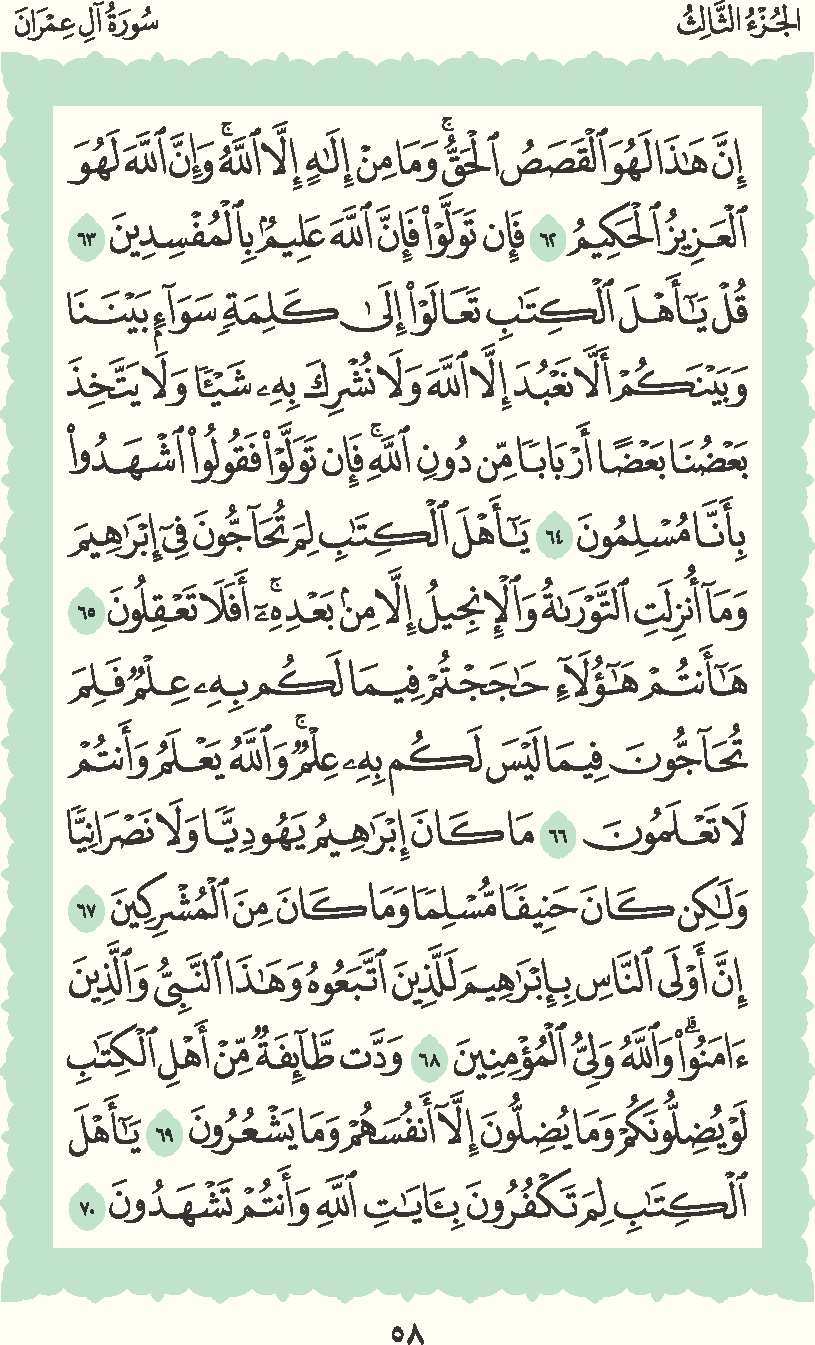 الجُزْءُ الثَّالِثُ
سُورَةُ آلِ عِمْرَانَ
إِنَّ هَٰذَا لَهُوَ ٱلْقَصَصُ ٱلْحَقُّۚ وَمَا مِنْ إِلَٰهٍ إِلَّا ٱللَّهُۚ وَإِنَّ ٱللَّهَ لَهُوَ
ٱلْعَزِيزُ ٱلْحَكِيمُ ٦٢ فَإِن تَوَلَّوْا۟ فَإِنَّ ٱللَّهَ عَلِيمٌۢ بِٱلْمُفْسِدِينَ ٦٣
قُلْ يَٰٓأَهْلَ ٱلْكِتَٰبِ تَعَالَوْا۟ إِلَىٰ كَلِمَةٍ سَوَآءٍۭ بَيْنَنَا
وَبَيْنَكُمْ أَلَّا نَعْبُدَ إِلَّا ٱللَّهَ وَلَا نُشْرِكَ بِهِۦ شَيْـًٔا وَلَا يَتَّخِذَ
بَعْضُنَا بَعْضًا أَرْبَابًا مِّن دُونِ ٱللَّهِۚ فَإِن تَوَلَّوْا۟ فَقُولُوا۟ ٱشْهَدُوا۟
بِأَنَّا مُسْلِمُونَ ٦٤ يَٰٓأَهْلَ ٱلْكِتَٰبِ لِمَ تُحَآجُّونَ فِىٓ إِبْرَٰهِيمَ
وَمَآ أُنزِلَتِ ٱلتَّوْرَىٰةُ وَٱلْإِنجِيلُ إِلَّا مِنۢ بَعْدِهِۦٓۚ أَفَلَا تَعْقِلُونَ ٦٥
هَٰٓأَنتُمْ هَٰٓؤُلَآءِ حَٰجَجْتُمْ فِيمَا لَكُم بِهِۦ عِلْمٌ فَلِمَ
تُحَآجُّونَ فِيمَا لَيْسَ لَكُم بِهِۦ عِلْمٌۚ وَٱللَّهُ يَعْلَمُ وَأَنتُمْ
لَا تَعْلَمُونَ ٦٦ مَا كَانَ إِبْرَٰهِيمُ يَهُودِيًّا وَلَا نَصْرَانِيًّا
وَلَٰكِن كَانَ حَنِيفًا مُّسْلِمًا وَمَا كَانَ مِنَ ٱلْمُشْرِكِينَ ٦٧
إِنَّ أَوْلَى ٱلنَّاسِ بِإِبْرَٰهِيمَ لَلَّذِينَ ٱتَّبَعُوهُ وَهَٰذَا ٱلنَّبِىُّ وَٱلَّذِينَ
ءَامَنُوا۟ۗ وَٱللَّهُ وَلِىُّ ٱلْمُؤْمِنِينَ ٦٨ وَدَّت طَّآئِفَةٌ مِّنْ أَهْلِ ٱلْكِتَٰبِ
لَوْ يُضِلُّونَكُمْ وَمَا يُضِلُّونَ إِلَّآ أَنفُسَهُمْ وَمَا يَشْعُرُونَ ٦٩ يَٰٓأَهْلَ
ٱلْكِتَٰبِ لِمَ تَكْفُرُونَ بِـَٔايَٰتِ ٱللَّهِ وَأَنتُمْ تَشْهَدُونَ ٧٠
٥٨